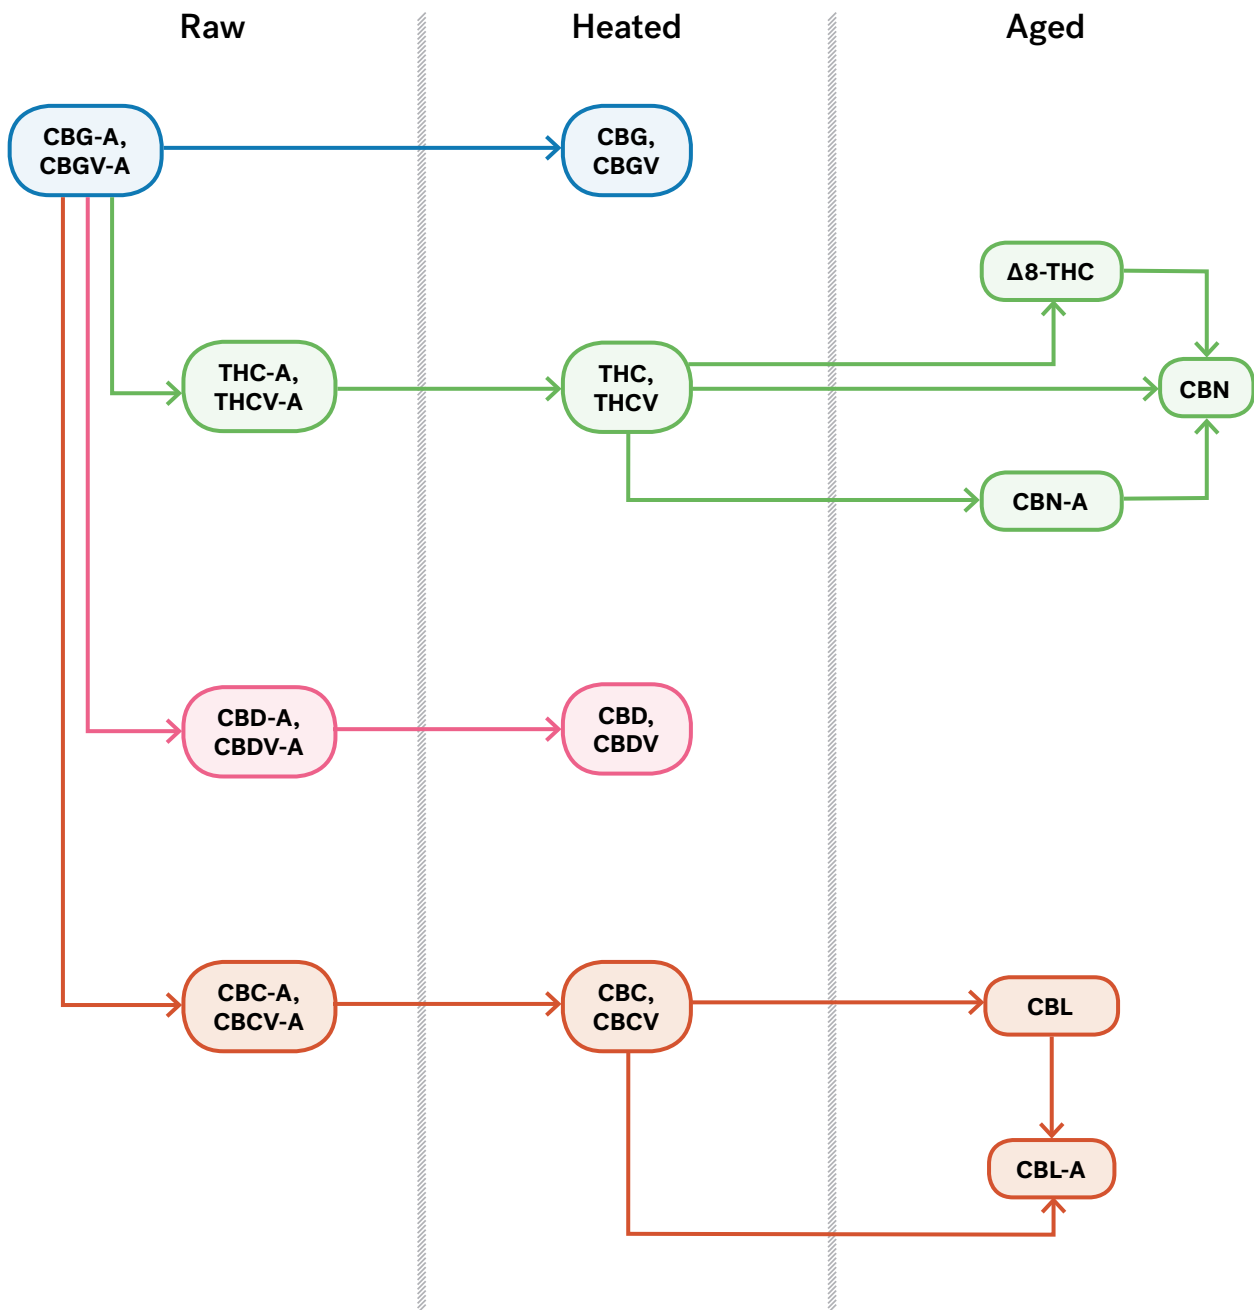 Raw
Heated
Aged
CBG-A,
CBGV-A
CBG,
CBGV
Δ8-THC
THC-A,
THCV-A
THC,
THCV
CBN
CBN-A
CBD-A,
CBDV-A
CBD,
CBDV
CBC-A,
CBCV-A
CBC,
CBCV
CBL
CBL-A